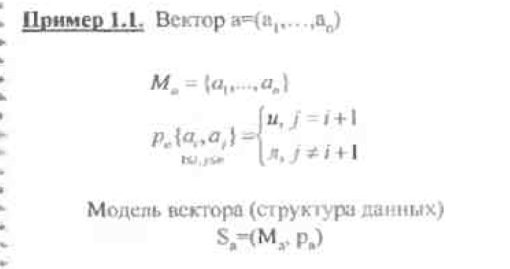 Пример 1.1. Вектор a=(a₁,…,aₙ)
Mₐ = {a₁,...,aₙ}
pₐ{aᵢ,aⱼ} = {и, j = i+1
1≤i,j≤n {л, j ≠ i+1
Модель вектора (структура данных)
Sₐ=(Mₐ, pₐ)